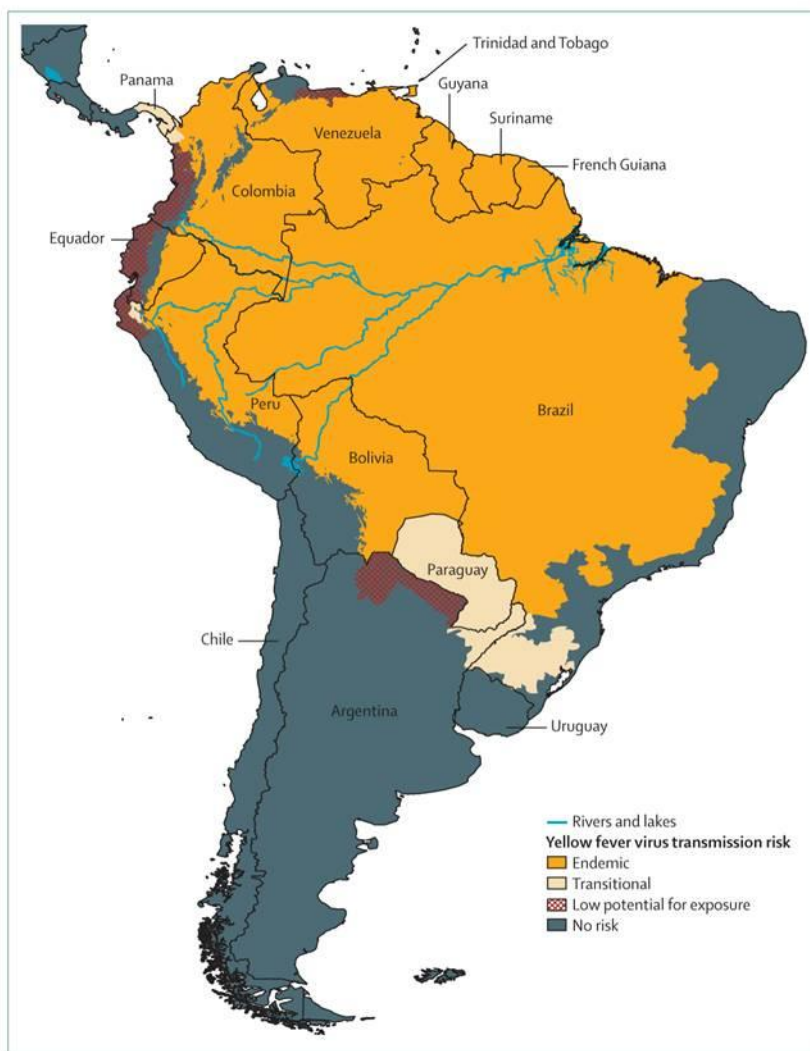 Trinidad and Tobago
Panama
Guyana
Suriname
Venezuela
French Guiana
Colombia
Equador
Peru
Brazil
Bolivia
Paraguay
Chile
Argentina
Uruguay
Rivers and lakes
Yellow fever virus transmission risk
Endemic
Transitional
Low potential for exposure
No risk